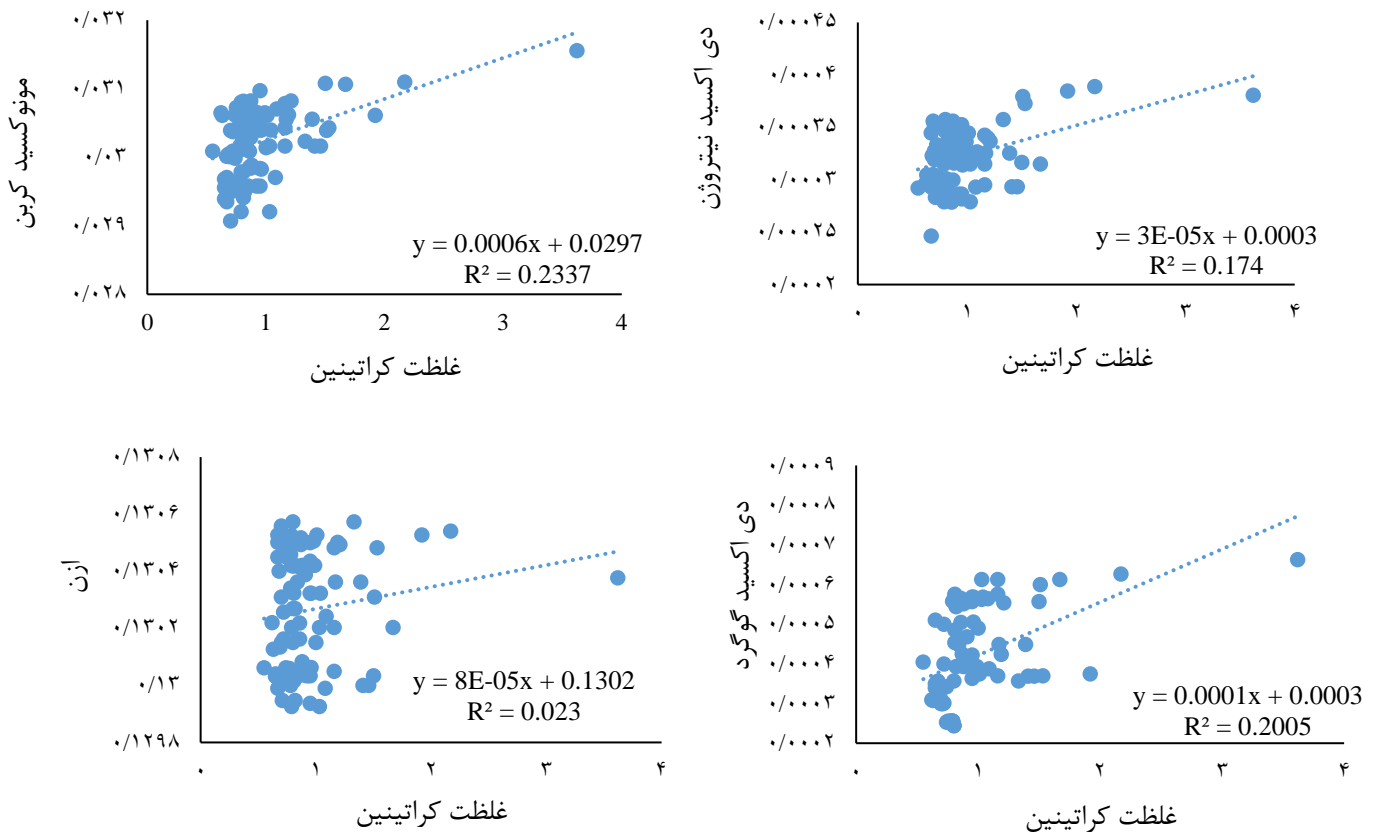 مونوکسید کربن
۰/۰۳۲
۰/۰۳۱
۰/۰۳
۰/۰۲۹
۰/۰۲۸
y = 0.0006x + 0.0297
R² = 0.2337
0 1 2 3 4
غلظت کراتینین
دی اکسید نیتروژن
۰/۰۰۰۴۵
۰/۰۰۰۴
۰/۰۰۰۳۵
۰/۰۰۰۳
۰/۰۰۰۲۵
۰/۰۰۰۲
y = 3E-05x + 0.0003
R² = 0.174
۰ ۱ ۲ ۳ ۴
غلظت کراتینین
ازن
۰/۱۳۰۸
۰/۱۳۰۶
۰/۱۳۰۴
۰/۱۳۰۲
۰/۱۳
۰/۱۲۹۸
y = 8E-05x + 0.1302
R² = 0.023
۰ ۱ ۲ ۳ ۴
غلظت کراتینین
دی اکسید گوگرد
۰/۰۰۰۹
۰/۰۰۰۸
۰/۰۰۰۷
۰/۰۰۰۶
۰/۰۰۰۵
۰/۰۰۰۴
۰/۰۰۰۳
۰/۰۰۰۲
y = 0.0001x + 0.0003
R² = 0.2005
۰ ۱ ۲ ۳ ۴
غلظت کراتینین